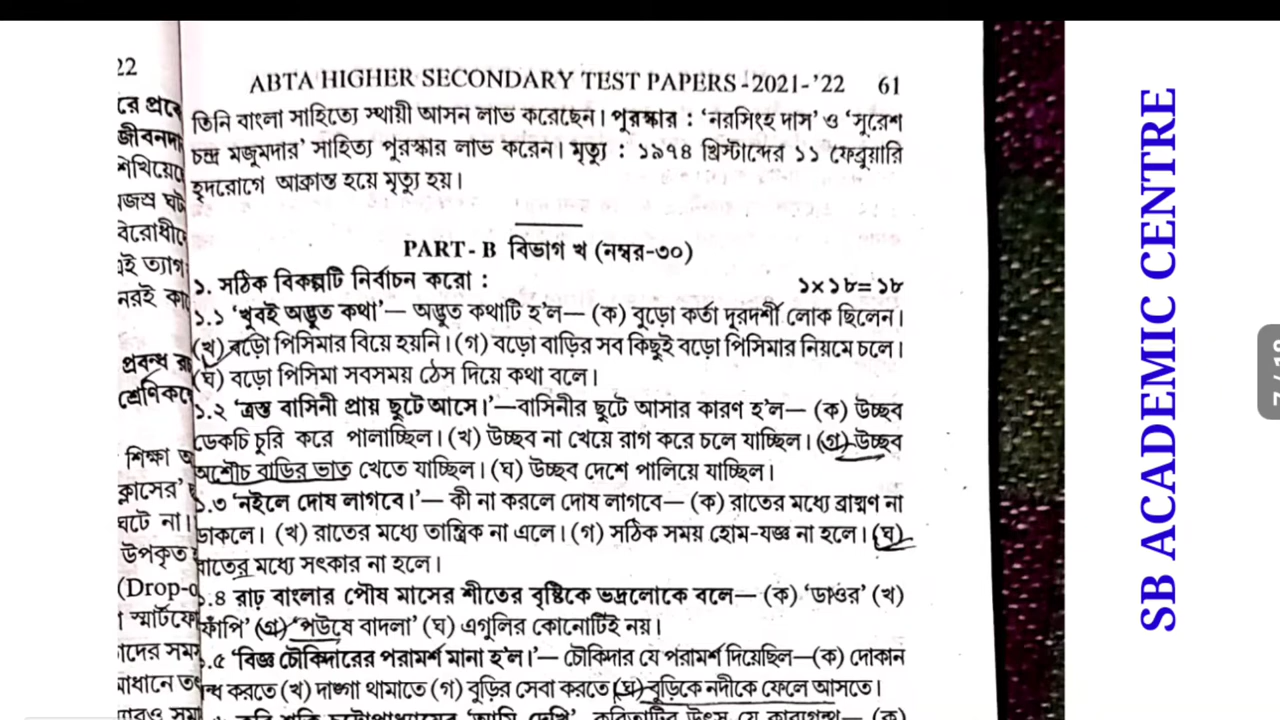 22
ABTA HIGHER SECONDARY TEST PAPERS-2021-'22 61
তিনি বাংলা সাহিত্যে স্থায়ী আসন লাভ করেছেন। পুরস্কার : 'নরসিংহ দাস' ও 'সুরেশ
চন্দ্র মজুমদার' সাহিত্য পুরস্কার লাভ করেন। মৃত্যু : ১৯৭৪ খ্রিস্টাব্দের ১১ ফেব্রুয়ারি
হৃদরোগে আক্রান্ত হয়ে মৃত্যু হয়।
PART- B বিভাগ খ (নম্বর-৩০)
১. সঠিক বিকল্পটি নির্বাচন করো : ১×১৮=১৮
১.১ 'খুবই অদ্ভুত কথা'— অদ্ভুত কথাটি হ'ল— (ক) বুড়ো কর্তা দূরদর্শী লোক ছিলেন।
(খ) বড়ো পিসিমার বিয়ে হয়নি। (গ) বড়ো বাড়ির সব কিছুই বড়ো পিসিমার নিয়মে চলে।
(ঘ) বড়ো পিসিমা সবসময় ঠেস দিয়ে কথা বলে।
১.২ 'ত্রস্ত বাসিনী প্রায় ছুটে আসে।'—বাসিনীর ছুটে আসার কারণ হ'ল— (ক) উচ্ছব
ডেকচি চুরি করে পালাচ্ছিল। (খ) উচ্ছব না খেয়ে রাগ করে চলে যাচ্ছিল। (গ) উচ্ছব
অশৌচ বাড়ির ভাত খেতে যাচ্ছিল। (ঘ) উচ্ছব দেশে পালিয়ে যাচ্ছিল।
১.৩ 'নইলে দোষ লাগবে।'— কী না করলে দোষ লাগবে— (ক) রাতের মধ্যে ব্রাহ্মণ না
ডাকলে। (খ) রাতের মধ্যে তান্ত্রিক না এলে। (গ) সঠিক সময় হোম-যজ্ঞ না হলে। (ঘ)
রাতের মধ্যে সৎকার না হলে।
১.৪ রাঢ় বাংলার পৌষ মাসের শীতের বৃষ্টিকে ভদ্রলোকে বলে— (ক) 'ডাওর' (খ)
ফাঁপি' (গ) 'পউষে বাদলা' (ঘ) এগুলির কোনোটিই নয়।
১.৫ 'বিজ্ঞ চৌকিদারের পরামর্শ মানা হ'ল।'— চৌকিদার যে পরামর্শ দিয়েছিল—(ক) দোকান
বন্ধ করতে (খ) দাঙ্গা থামাতে (গ) বুড়ির সেবা করতে (ঘ) বুড়িকে নদীকে ফেলে আসতে।
SB ACADEMIC CENTRE
7 / 19